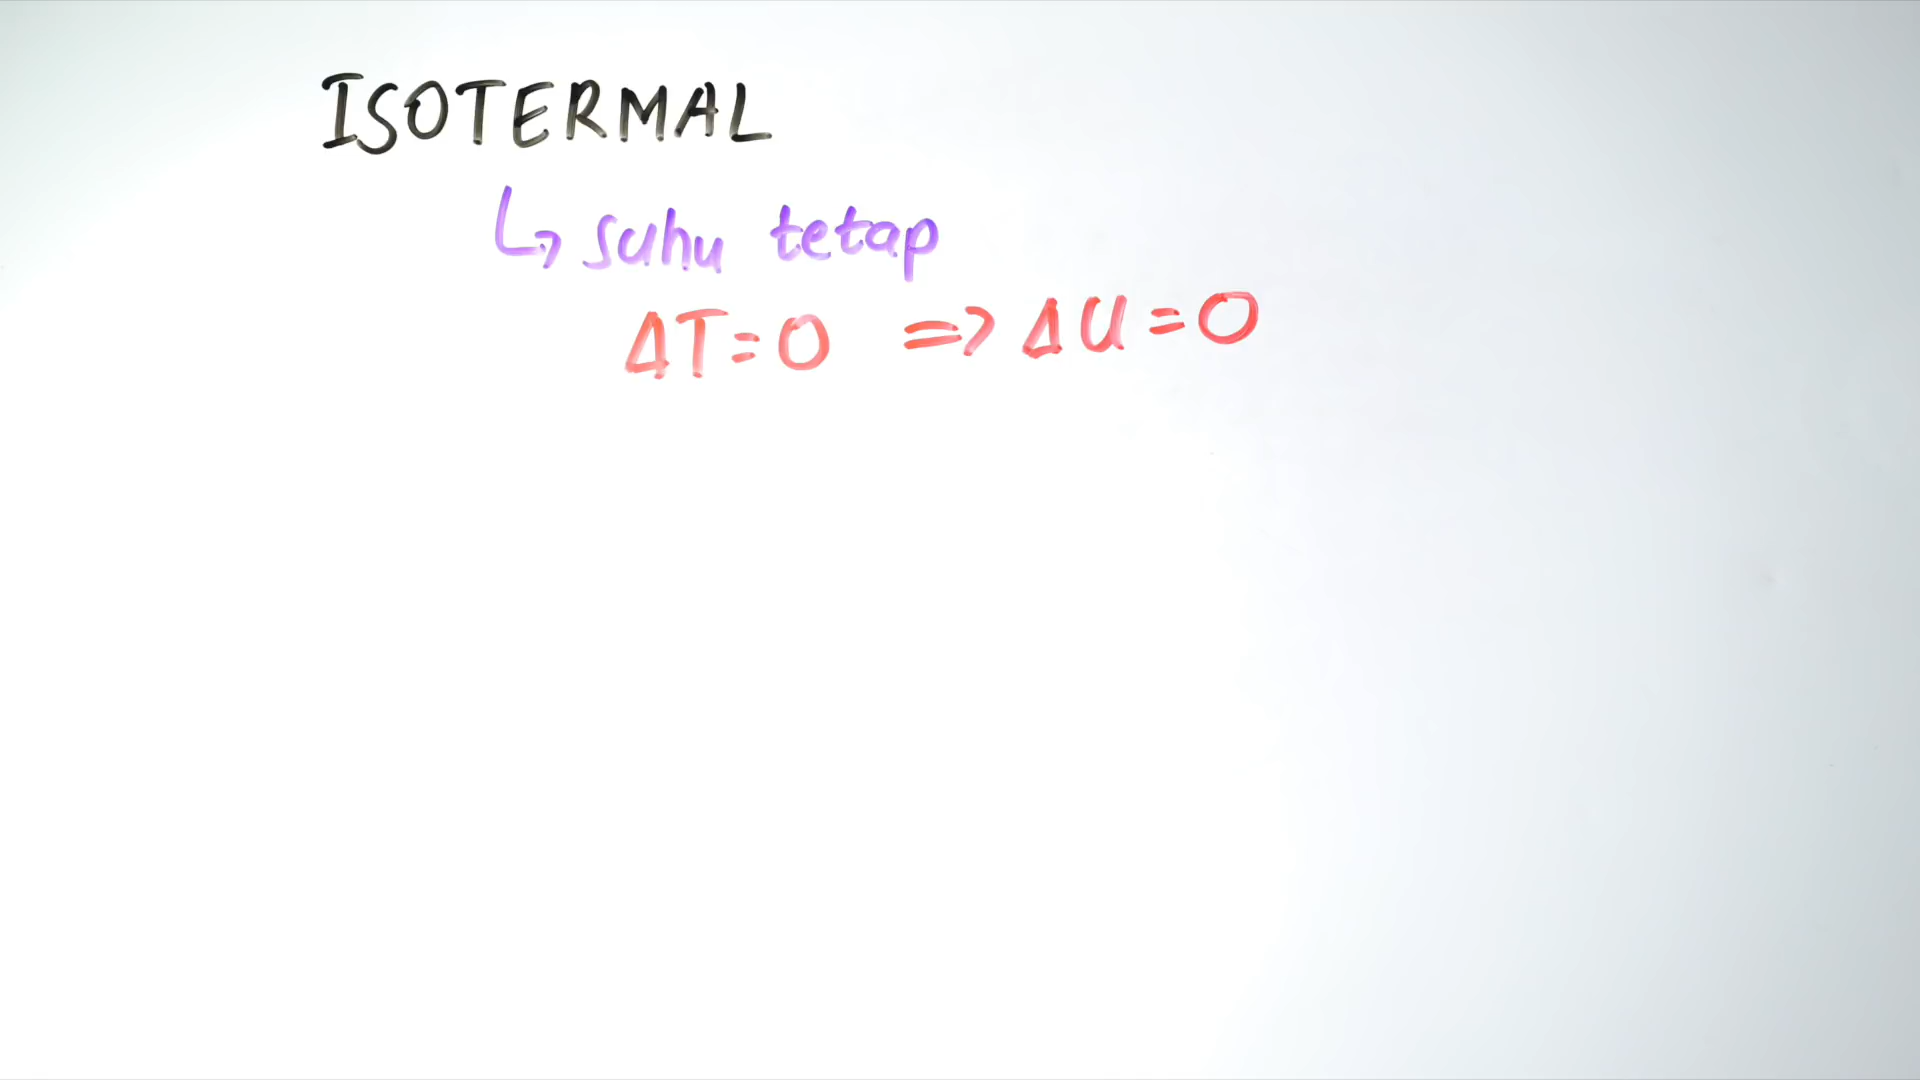 ISOTERMAL
↳ suhu tetap
ΔT=0 => ΔU=0